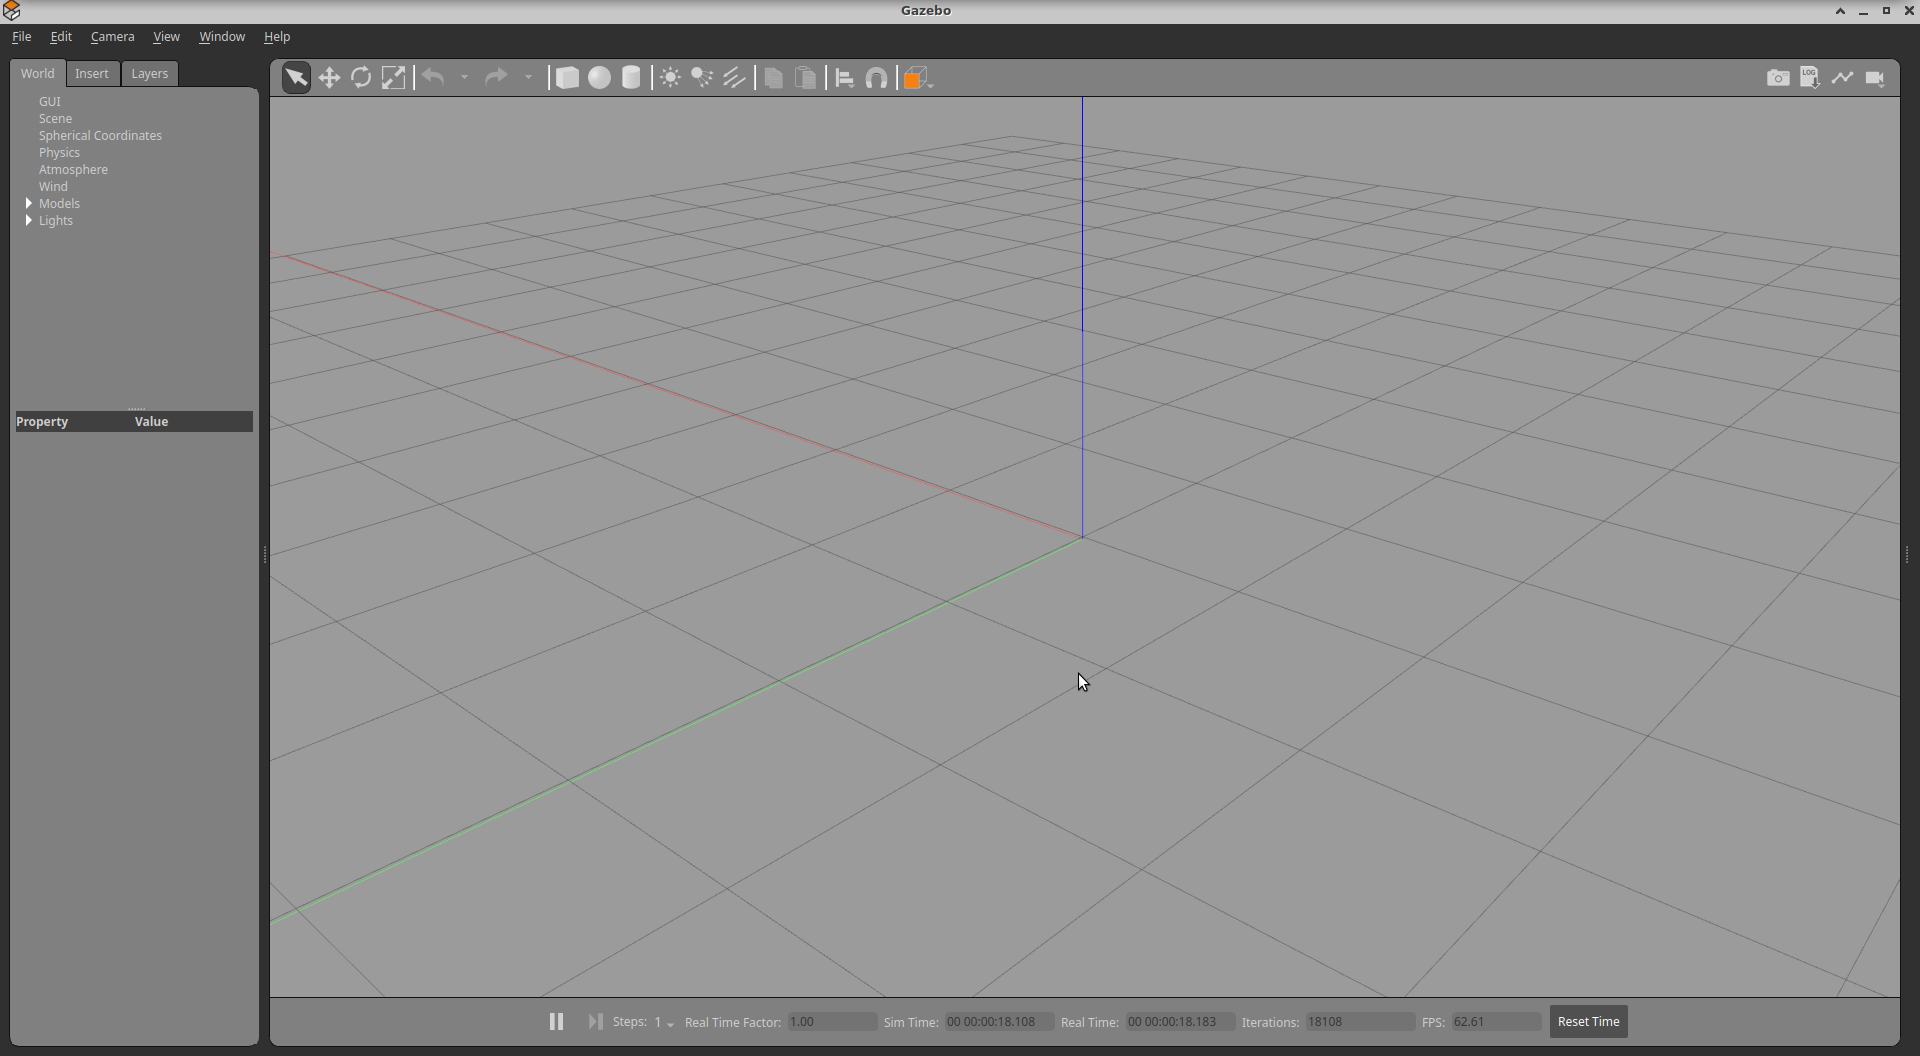 Gazebo
File Edit Camera View Window Help
World Insert Layers
LOG
GUI
Scene
Spherical Coordinates
Physics
Atmosphere
Wind
Models
Lights
Property Value
Steps: 1 Real Time Factor: 1.00 Sim Time: 00 00:00:18.108 Real Time: 00 00:00:18.183 Iterations: 18108 FPS: 62.61 Reset Time